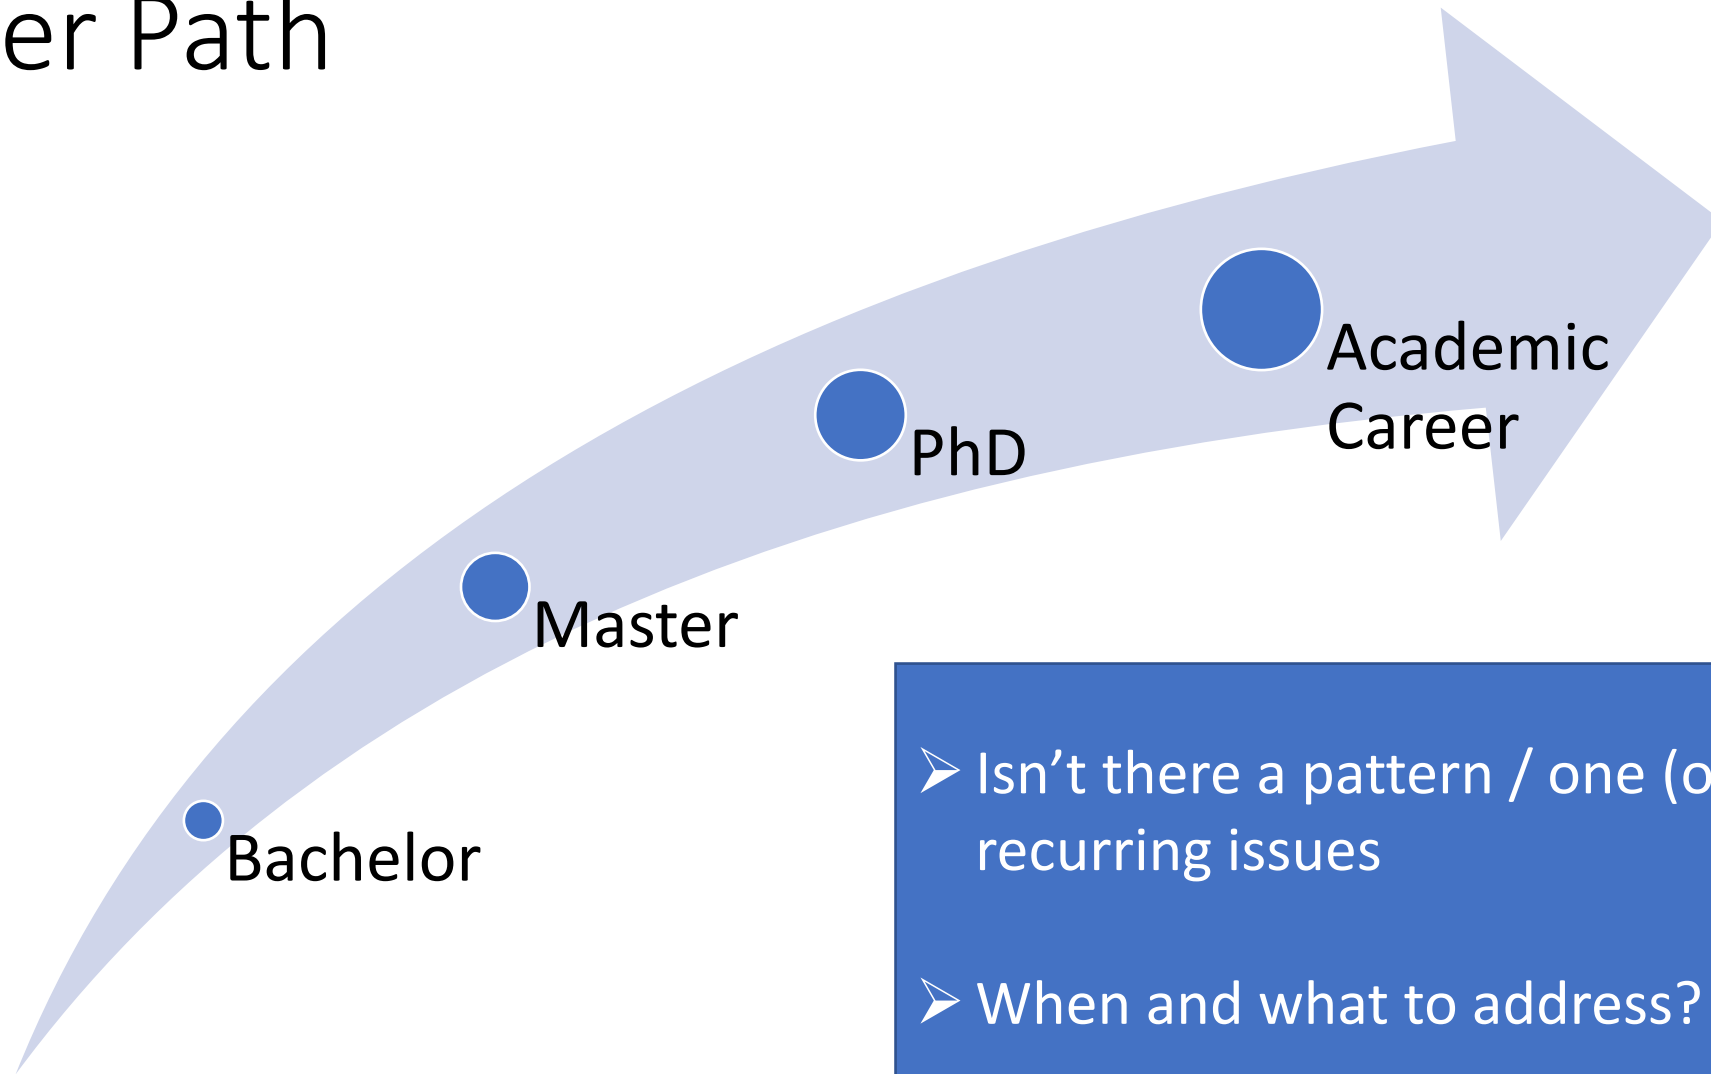 er Path
Academic
Career
PhD
Master
Bachelor
➢ Isn’t there a pattern / one (o
recurring issues
➢ When and what to address?